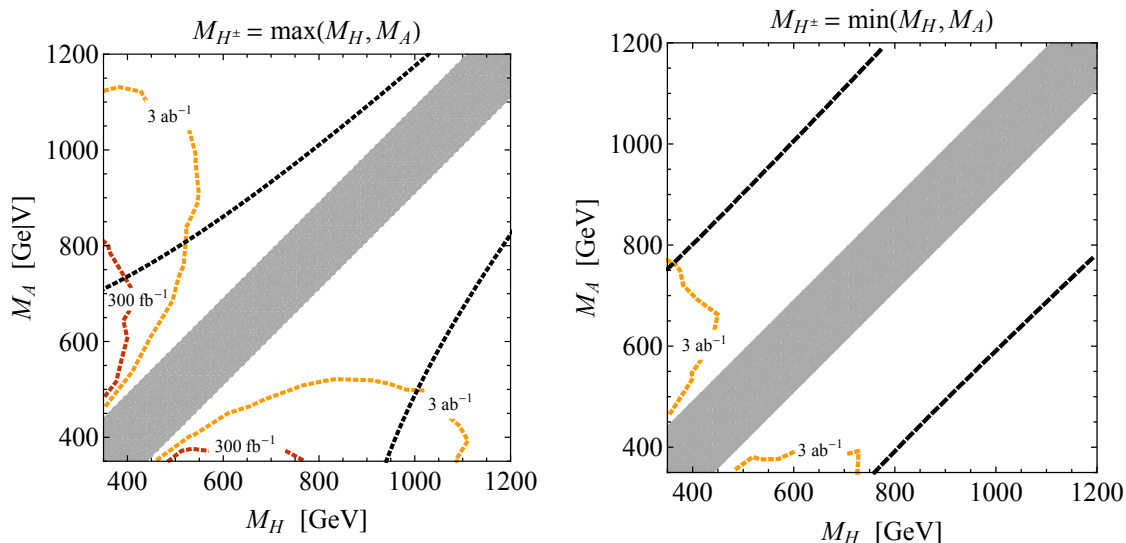 M_{H^±} = max(M_H, M_A)
1200
1000
800
600
400
M_A [Ge|V]
3 ab⁻¹
300 fb⁻¹
3 ab⁻¹
300 fb⁻¹
400 600 800 1000 1200
M_H [GeV]
M_{H^±} = min(M_H, M_A)
1200
1000
800
600
400
M_A [GeV]
3 ab⁻¹
3 ab⁻¹
400 600 800 1000 1200
M_H [GeV]